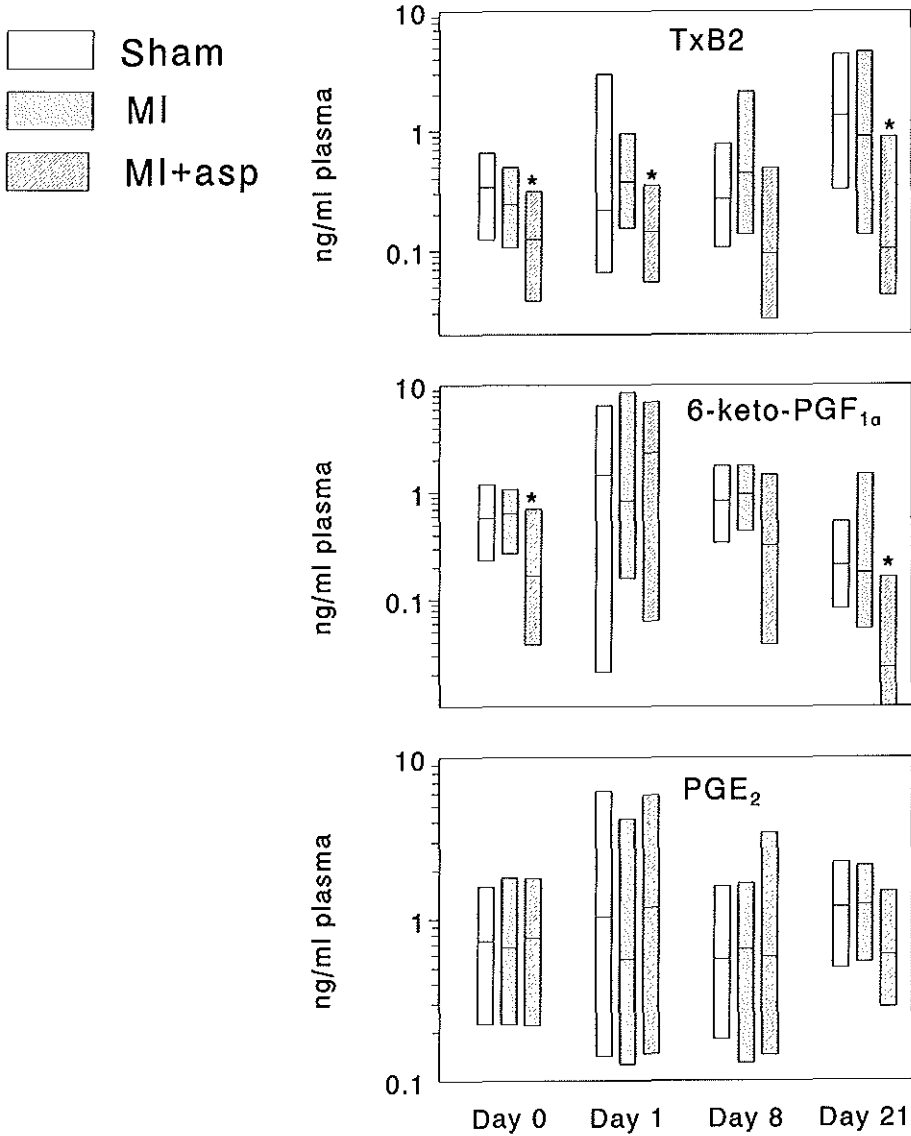 Sham
MI
MI+asp
TxB2
ng/ml plasma
10
1
0.1
*
*
*
6-keto-PGF1α
ng/ml plasma
10
1
0.1
*
*
PGE2
ng/ml plasma
10
1
0.1
Day 0 Day 1 Day 8 Day 21